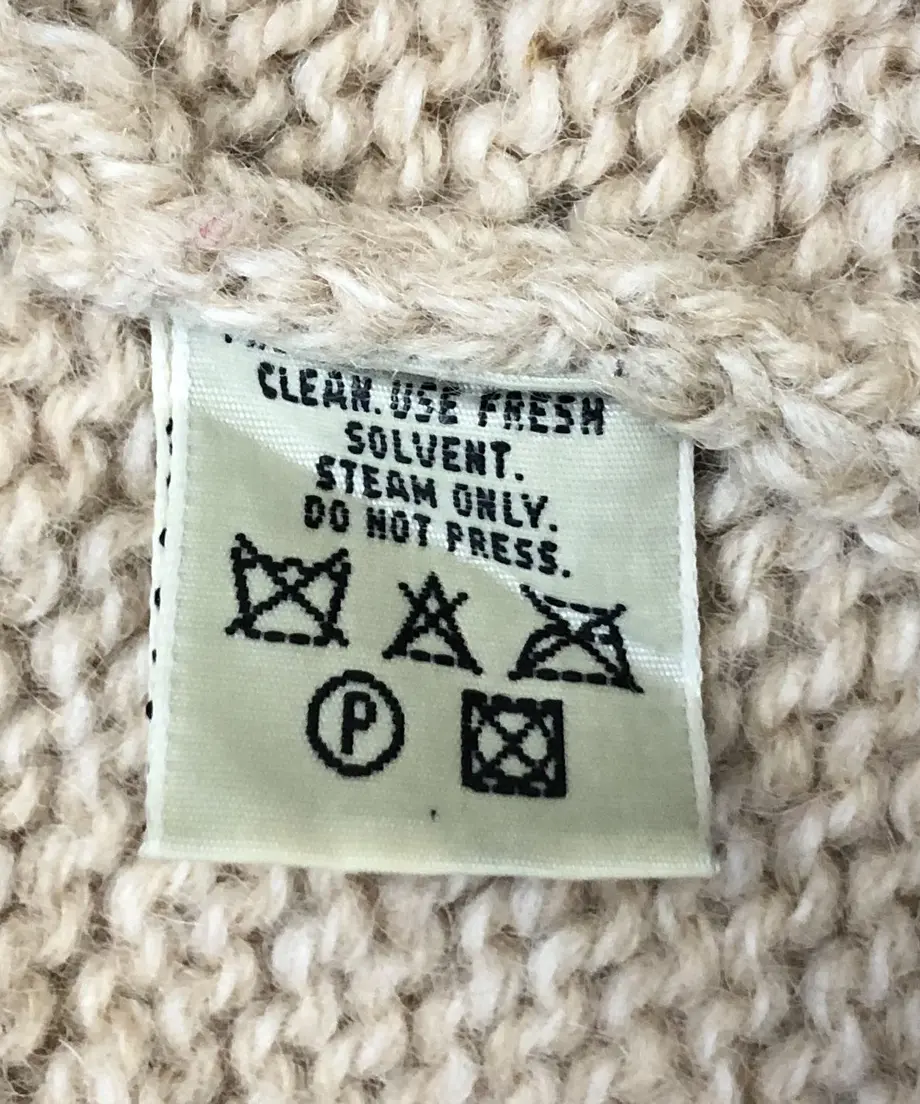 CLEAN. USE FRESH
SOLVENT.
STEAM ONLY.
DO NOT PRESS.
P